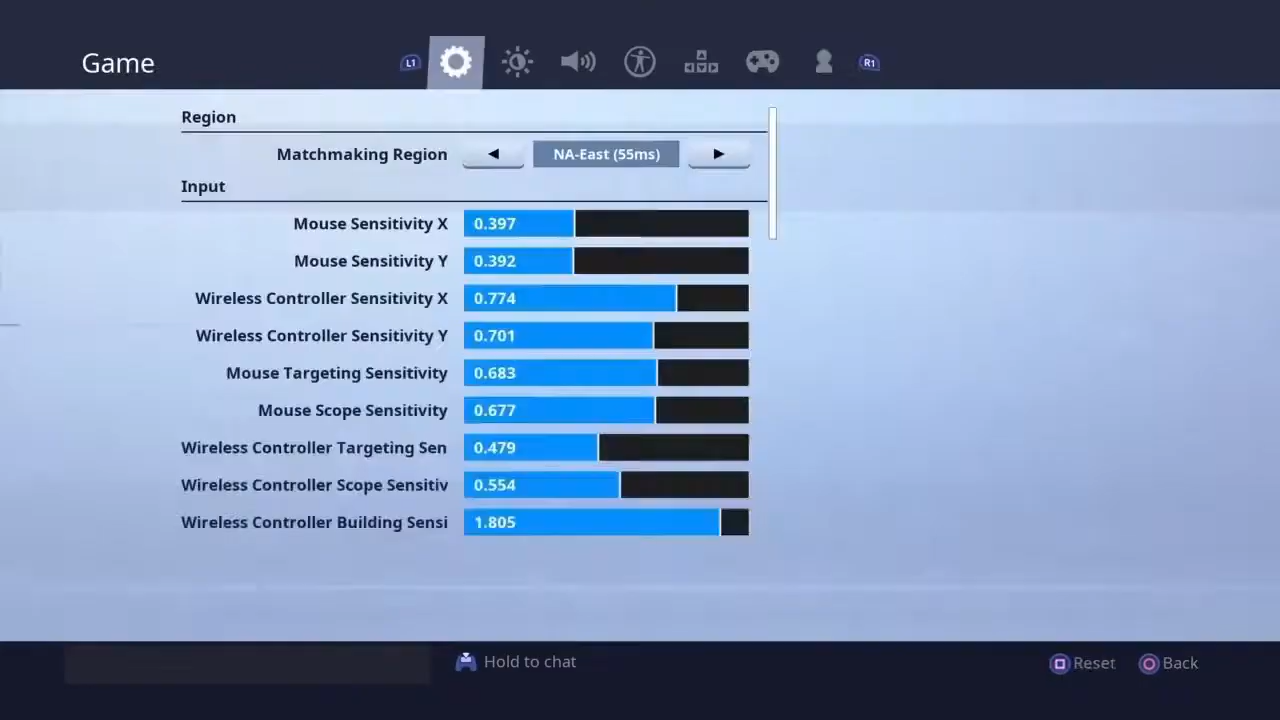 Game
L1
R1
Region
Matchmaking Region NA-East (55ms)
Input
Mouse Sensitivity X 0.397
Mouse Sensitivity Y 0.392
Wireless Controller Sensitivity X 0.774
Wireless Controller Sensitivity Y 0.701
Mouse Targeting Sensitivity 0.683
Mouse Scope Sensitivity 0.677
Wireless Controller Targeting Sen 0.479
Wireless Controller Scope Sensitiv 0.554
Wireless Controller Building Sensi 1.805
Hold to chat
Reset
Back